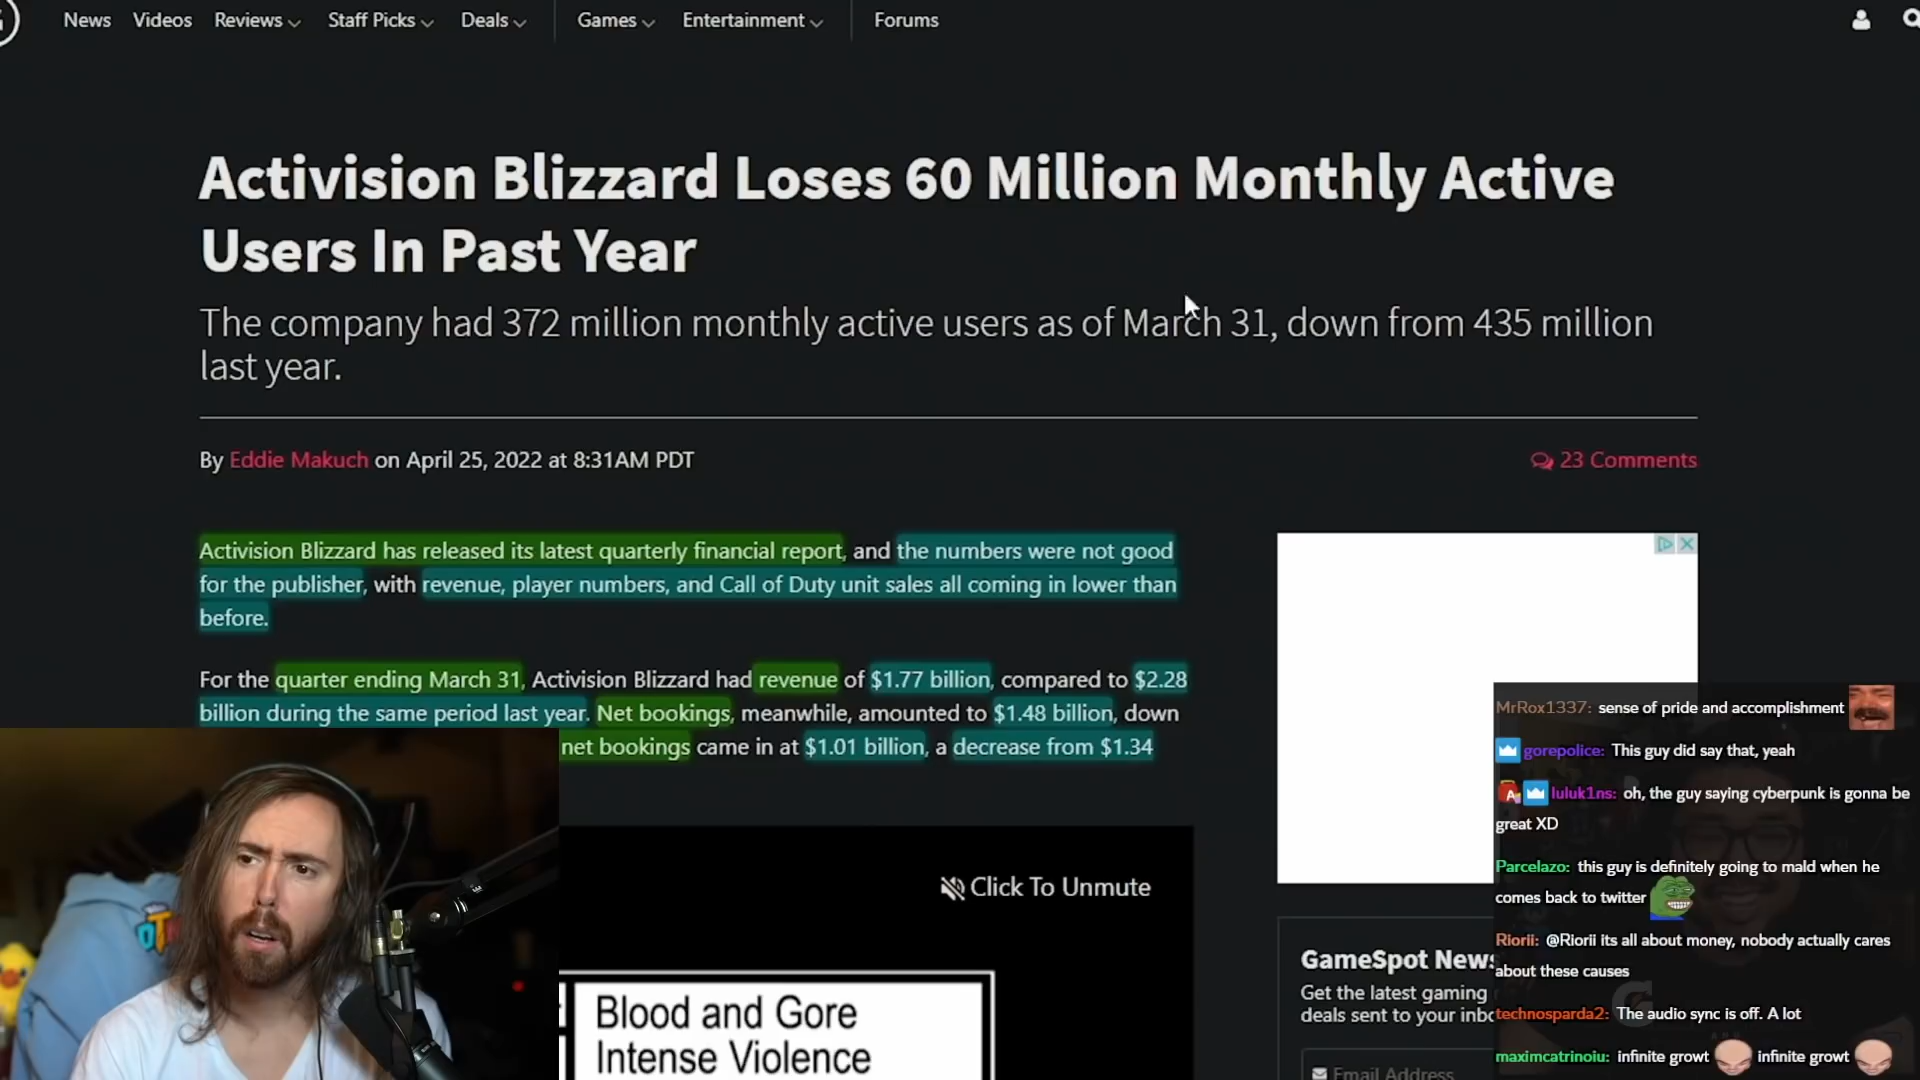 News Videos Reviews Staff Picks Deals Games Entertainment Forums
Activision Blizzard Loses 60 Million Monthly Active
Users In Past Year
The company had 372 million monthly active users as of March 31, down from 435 million
last year.
By Eddie Makuch on April 25, 2022 at 8:31AM PDT
23 Comments
Activision Blizzard has released its latest quarterly financial report, and the numbers were not good
for the publisher, with revenue, player numbers, and Call of Duty unit sales all coming in lower than
before.
For the quarter ending March 31, Activision Blizzard had revenue of $1.77 billion, compared to $2.28
billion during the same period last year. Net bookings, meanwhile, amounted to $1.48 billion, down
net bookings came in at $1.01 billion, a decrease from $1.34
Click To Unmute
Blood and Gore
Intense Violence
GameSpot News
Get the latest gaming
deals sent to your inbo
Email Address
MrRox1337: sense of pride and accomplishment
gorepolice: This guy did say that, yeah
luluk1ns: oh, the guy saying cyberpunk is gonna be
great XD
Parcelazo: this guy is definitely going to mald when he
comes back to twitter
Riorii: @Riorii its all about money, nobody actually cares
about these causes
technosparda2: The audio sync is off. A lot
maximcatrinoiu: infinite growt infinite growt